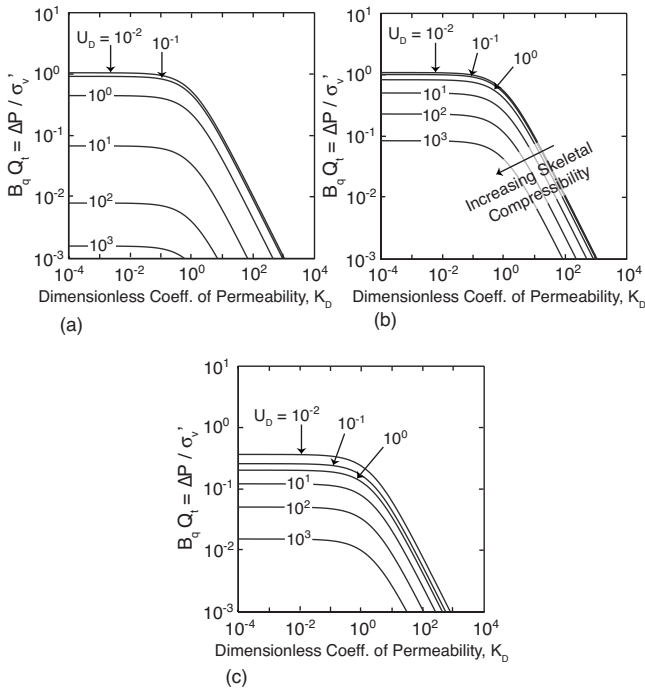 U_D = 10^-2
10^-1
10^0
10^1
10^2
10^3
10^1
10^0
10^-1
10^-2
10^-3
B_q Q_t = ΔP / σ_v'
10^-4 10^-2 10^0 10^2 10^4
Dimensionless Coeff. of Permeability, K_D
(a)
U_D = 10^-2
10^-1
10^0
10^1
10^2
10^3
Increasing Skeletal
Compressibility
10^1
10^0
10^-1
10^-2
10^-3
B_q Q_t = ΔP / σ_v'
10^-4 10^-2 10^0 10^2 10^4
Dimensionless Coeff. of Permeability, K_D
(b)
U_D = 10^-2
10^-1
10^0
10^1
10^2
10^3
10^1
10^0
10^-1
10^-2
10^-3
B_q Q_t = ΔP / σ_v'
10^-4 10^-2 10^0 10^2 10^4
Dimensionless Coeff. of Permeability, K_D
(c)